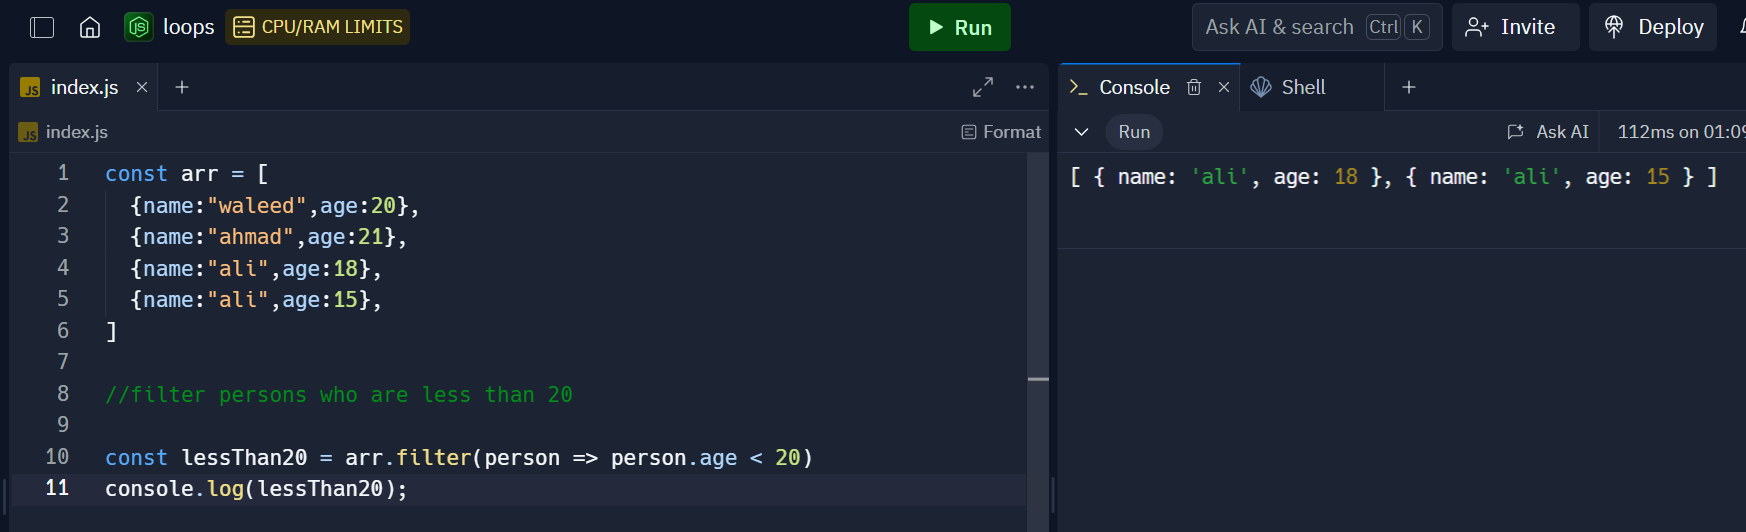 loops
CPU/RAM LIMITS
Run
Ask AI & search Ctrl K
Invite
Deploy
JS index.js
Console
Shell
JS index.js
Format
Run
Ask AI
112ms on 01:09
1 const arr = [
2 {name:"waleed",age:20},
3 {name:"ahmad",age:21},
4 {name:"ali",age:18},
5 {name:"ali",age:15},
6 ]
7
8 //filter persons who are less than 20
9
10 const lessThan20 = arr.filter(person => person.age < 20)
11 console.log(lessThan20);
[ { name: 'ali', age: 18 }, { name: 'ali', age: 15 } ]